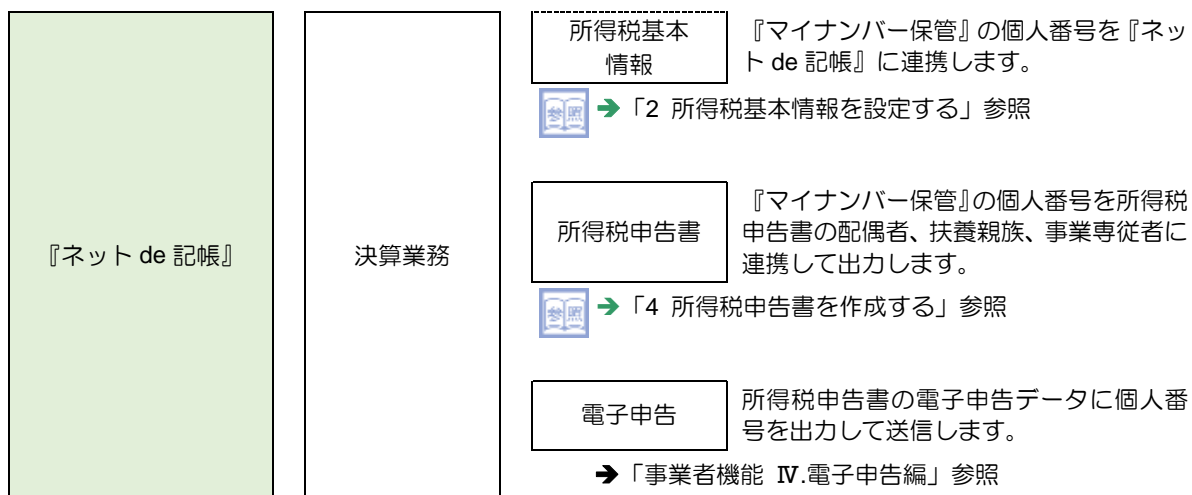 『ネット de 記帳』
決算業務
所得税基本
情報
『マイナンバー保管』の個人番号を『ネッ
ト de 記帳』に連携します。
参照 ➔「2 所得税基本情報を設定する」参照
所得税申告書
『マイナンバー保管』の個人番号を所得税
申告書の配偶者、扶養親族、事業専従者に
連携して出力します。
参照 ➔「4 所得税申告書を作成する」参照
電子申告
所得税申告書の電子申告データに個人番
号を出力して送信します。
➔「事業者機能 Ⅳ.電子申告編」参照